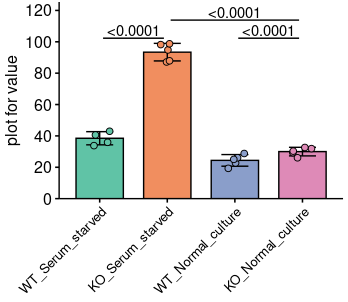 120
100
80
60
40
20
0
plot for value
<0.0001
<0.0001
<0.0001
WT_Serum_starved
KO_Serum_starved
WT_Normal_culture
KO_Normal_culture